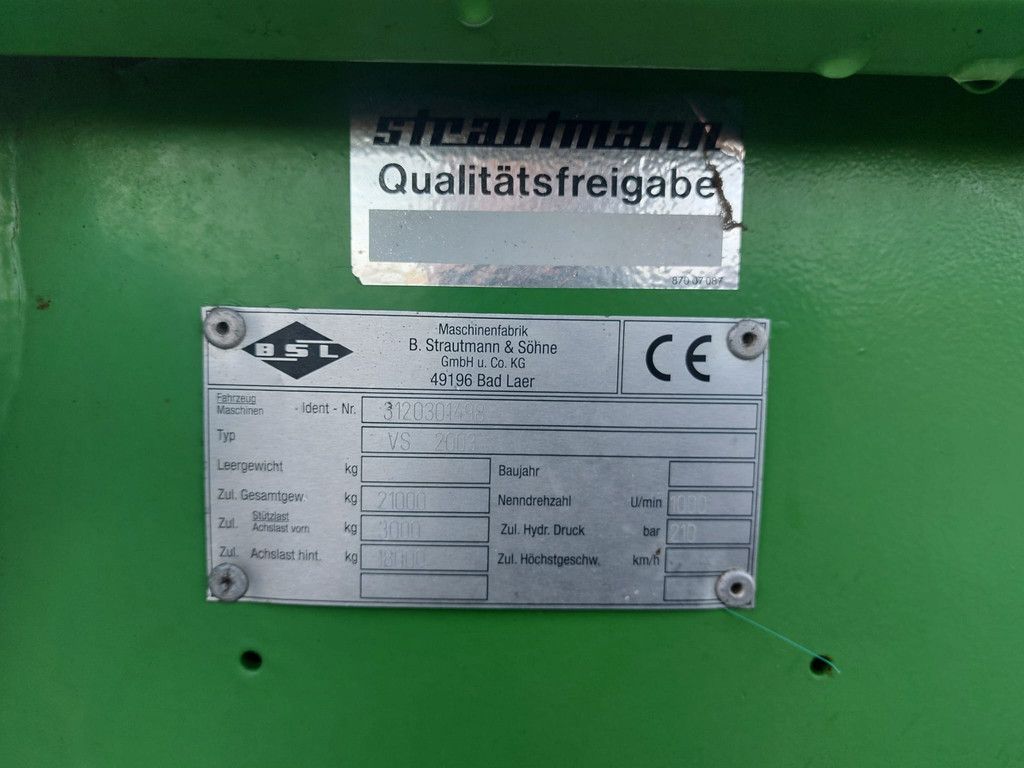 strautmann
Qualitätsfreigabe
870 07 087
BSL
Maschinenfabrik
B. Strautmann & Söhne
GmbH u. Co. KG
49196 Bad Laer
CE
Fahrzeug
Maschinen - Ident - Nr. 3120301498
Typ VS 2003
Leergewicht kg Baujahr
Zul. Gesamtgew. kg 21000 Nenndrehzahl U/min
Zul. Stützlast
Achslast vorn kg 3000 Zul. Hydr. Druck bar 210
Zul. Achslast hint. kg 18000 Zul. Höchstgeschw. km/h